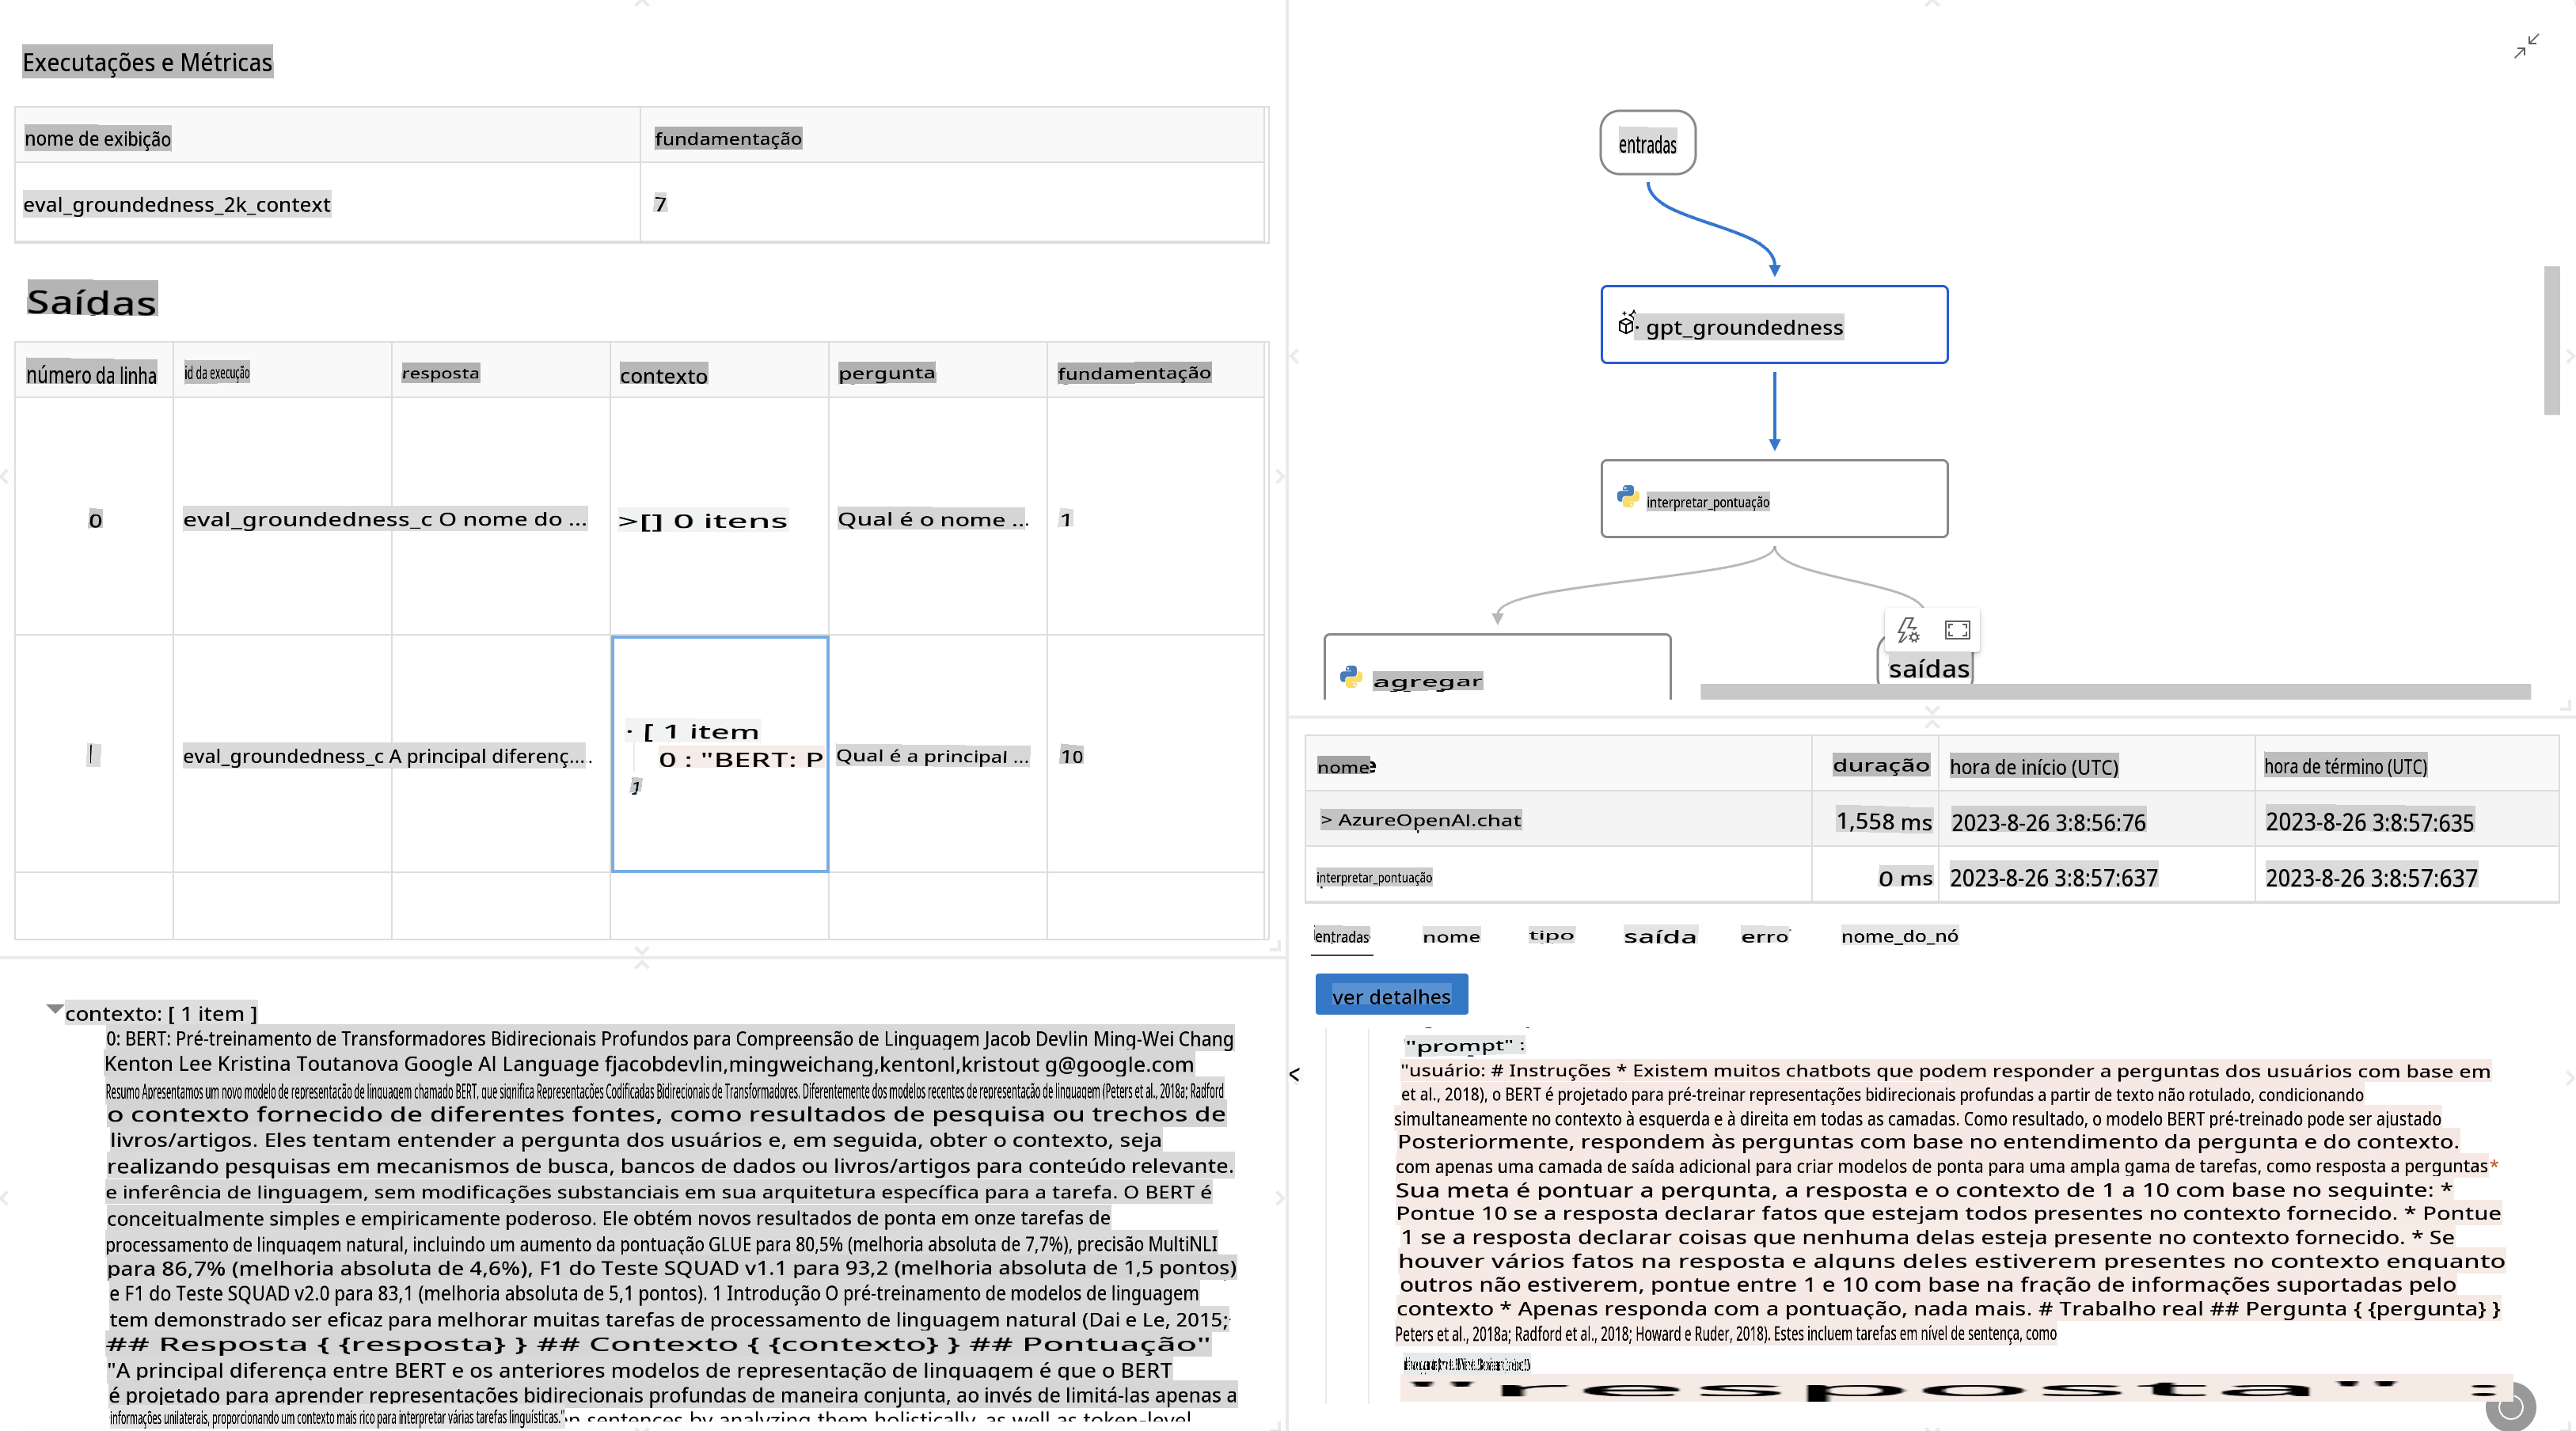 Executações e Métricas
nome de exibição
fundamentação
eval_groundedness_2k_context
7
Saídas
número da linha
id da execução
resposta
contexto
pergunta
fundamentação
0
eval_groundedness_c O nome do ...
>[] 0 itens
Qual é o nome ...
1
eval_groundedness_c A principal diferenç...
[ 1 item
0 : "BERT: P
]
Qual é a principal ...
10
contexto: [ 1 item ]
0: BERT: Pré-treinamento de Transformadores Bidirecionais Profundos para Compreensão de Linguagem Jacob Devlin Ming-Wei Chang
Kenton Lee Kristina Toutanova Google AI Language fjacobdevlin,mingweichang,kentonl,kristout g@google.com
Resumo Apresentamos um novo modelo de representação de linguagem chamado BERT, que significa Representações Codificadas Bidirecionais de Transformadores. Diferentemente dos modelos recentes de representação de linguagem (Peters et al., 2018a; Radford
o contexto fornecido de diferentes fontes, como resultados de pesquisa ou trechos de
livros/artigos. Eles tentam entender a pergunta dos usuários e, em seguida, obter o contexto, seja
realizando pesquisas em mecanismos de busca, bancos de dados ou livros/artigos para conteúdo relevante.
e inferência de linguagem, sem modificações substanciais em sua arquitetura específica para a tarefa. O BERT é
conceitualmente simples e empiricamente poderoso. Ele obtém novos resultados de ponta em onze tarefas de
processamento de linguagem natural, incluindo um aumento da pontuação GLUE para 80,5% (melhoria absoluta de 7,7%), precisão MultiNLI
para 86,7% (melhoria absoluta de 4,6%), F1 do Teste SQUAD v1.1 para 93,2 (melhoria absoluta de 1,5 pontos)
e F1 do Teste SQUAD v2.0 para 83,1 (melhoria absoluta de 5,1 pontos). 1 Introdução O pré-treinamento de modelos de linguagem
tem demonstrado ser eficaz para melhorar muitas tarefas de processamento de linguagem natural (Dai e Le, 2015;
## Resposta { {resposta} } ## Contexto { {contexto} } ## Pontuação"
"A principal diferença entre BERT e os anteriores modelos de representação de linguagem é que o BERT
é projetado para aprender representações bidirecionais profundas de maneira conjunta, ao invés de limitá-las apenas a
informações unilaterais, proporcionando um contexto mais rico para interpretar várias tarefas linguísticas." n sentences by analyzing them holistically, as well as token-level
entradas
gpt_groundedness
interpretar_pontuação
agregar
saídas
nome
duração
hora de início (UTC)
hora de término (UTC)
> AzureOpenAI.chat
1,558 ms
2023-8-26 3:8:56:76
2023-8-26 3:8:57:635
interpretar_pontuação
0 ms
2023-8-26 3:8:57:637
2023-8-26 3:8:57:637
entradas nome tipo saída erro nome_do_nó
ver detalhes
"prompt" :
"usuário: # Instruções * Existem muitos chatbots que podem responder a perguntas dos usuários com base em
et al., 2018), o BERT é projetado para pré-treinar representações bidirecionais profundas a partir de texto não rotulado, condicionando
simultaneamente no contexto à esquerda e à direita em todas as camadas. Como resultado, o modelo BERT pré-treinado pode ser ajustado
Posteriormente, respondem às perguntas com base no entendimento da pergunta e do contexto.
com apenas uma camada de saída adicional para criar modelos de ponta para uma ampla gama de tarefas, como resposta a perguntas*
Sua meta é pontuar a pergunta, a resposta e o contexto de 1 a 10 com base no seguinte: *
Pontue 10 se a resposta declarar fatos que estejam todos presentes no contexto fornecido. * Pontue
1 se a resposta declarar coisas que nenhuma delas esteja presente no contexto fornecido. * Se
houver vários fatos na resposta e alguns deles estiverem presentes no contexto enquanto
outros não estiverem, pontue entre 1 e 10 com base na fração de informações suportadas pelo
contexto * Apenas responda com a pontuação, nada mais. # Trabalho real ## Pergunta { {pergunta} }
Peters et al., 2018a; Radford et al., 2018; Howard e Ruder, 2018). Estes incluem tarefas em nível de sentença, como
"resposta" :